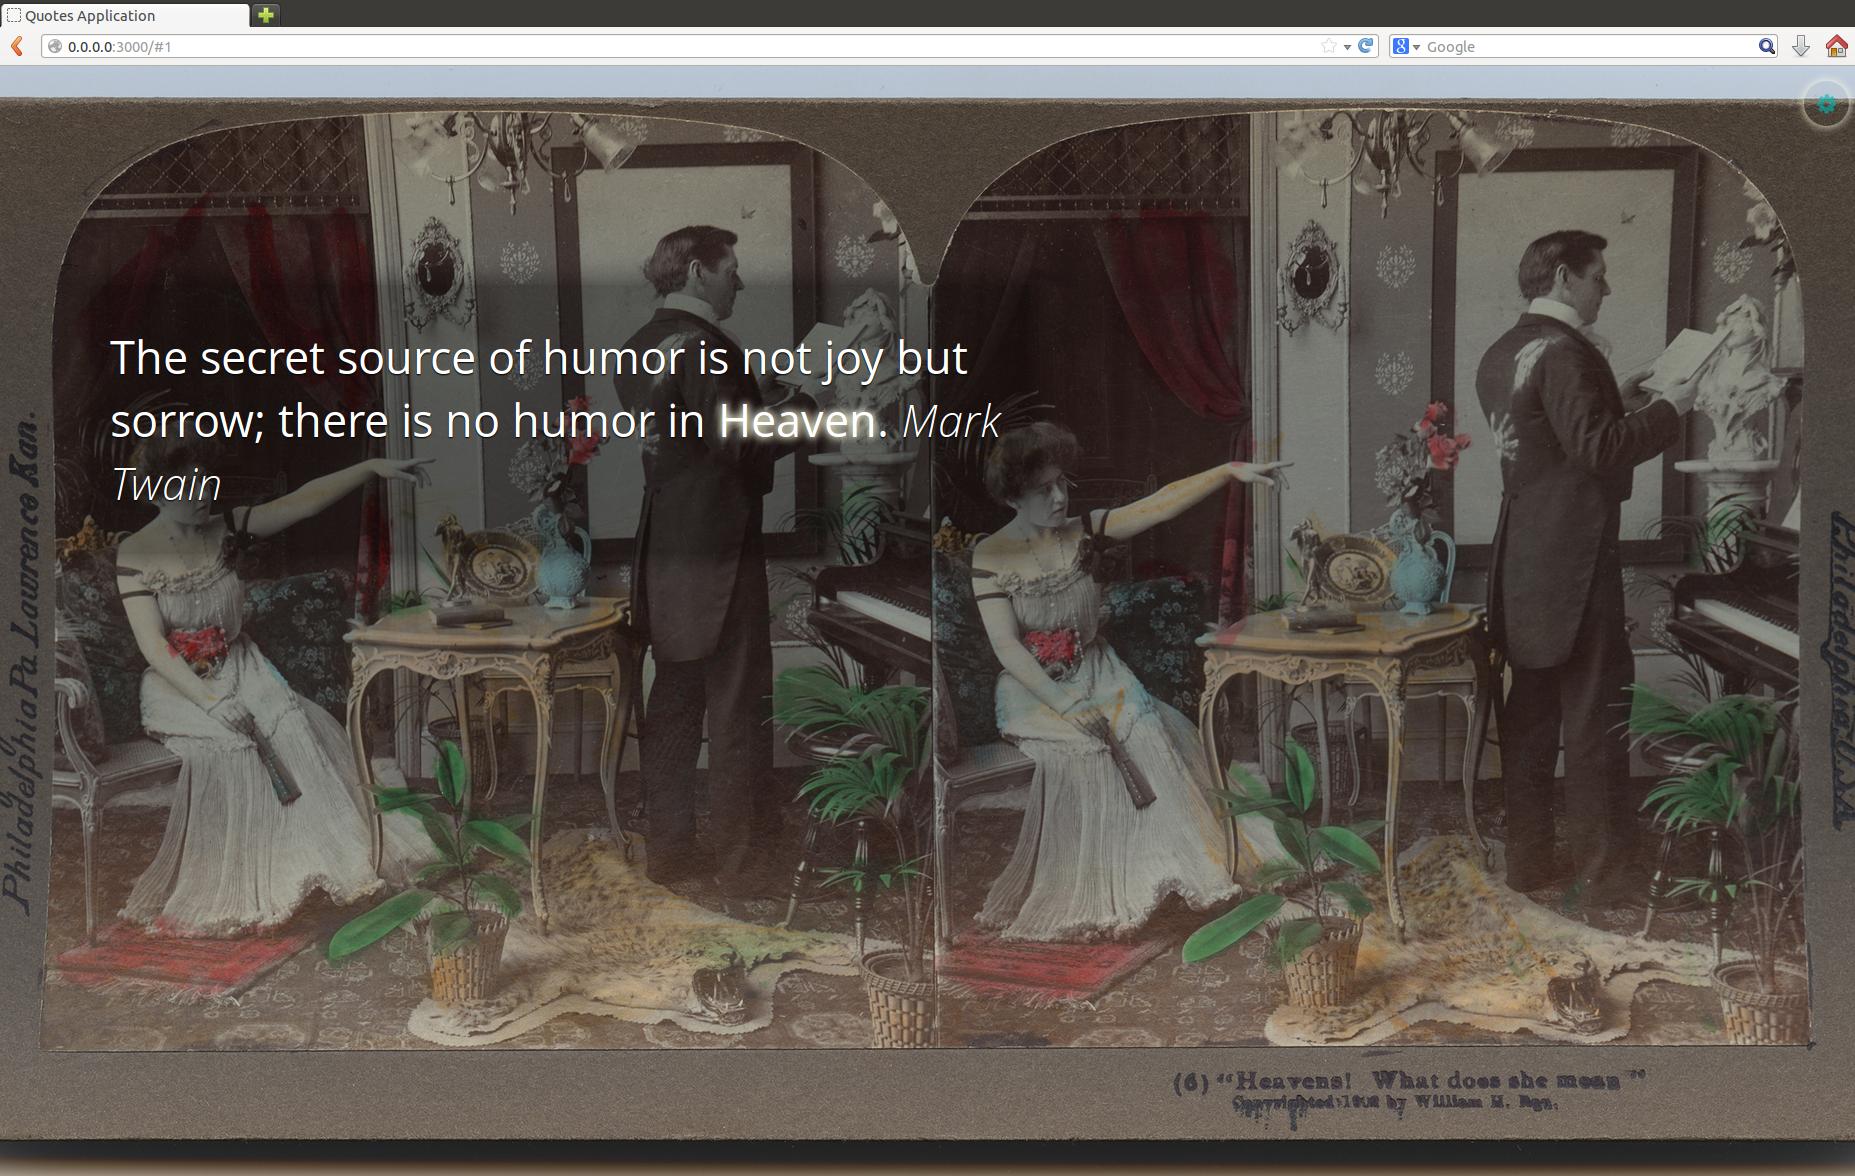 Quotes Application
0.0.0.0:3000/#1
Google
The secret source of humor is not joy but
sorrow; there is no humor in Heaven. Mark
Twain
Philadelphia Pa Lawrence Kan.
Philadelphia U.S.A.
(6) “Heavens! What does she mean”
Copyrighted 1902 by William H. Rau.